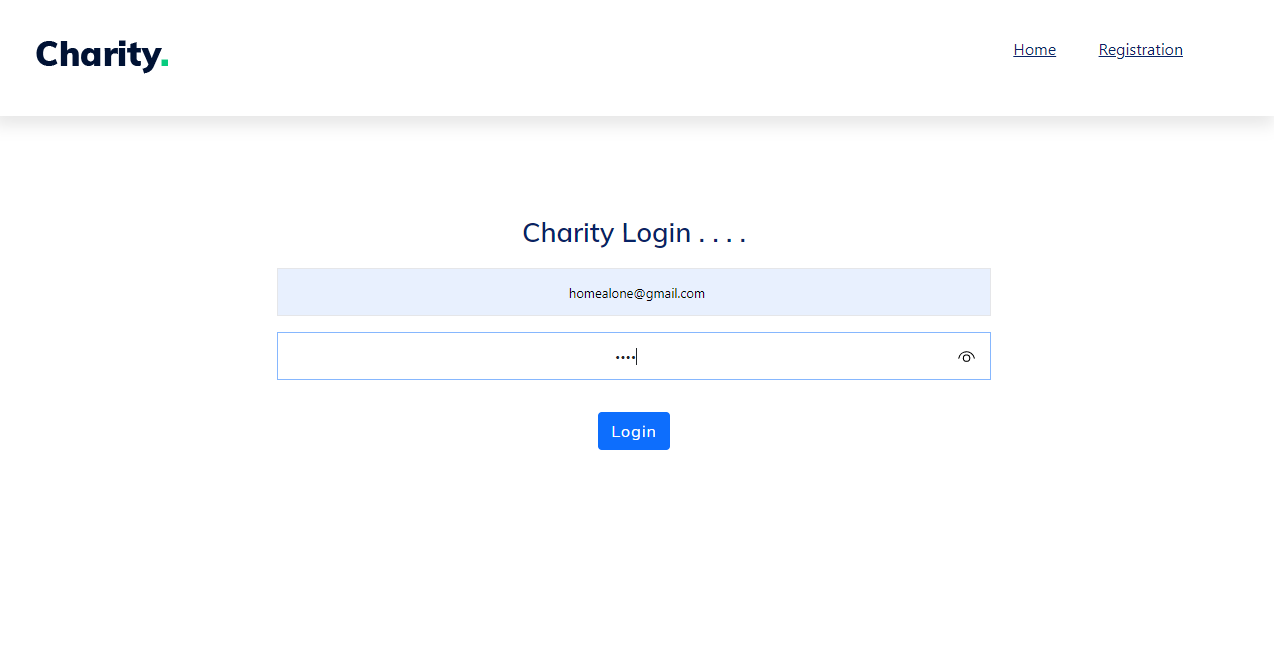 Charity.
Home Registration
Charity Login . . . .
homealone@gmail.com
••••
Login